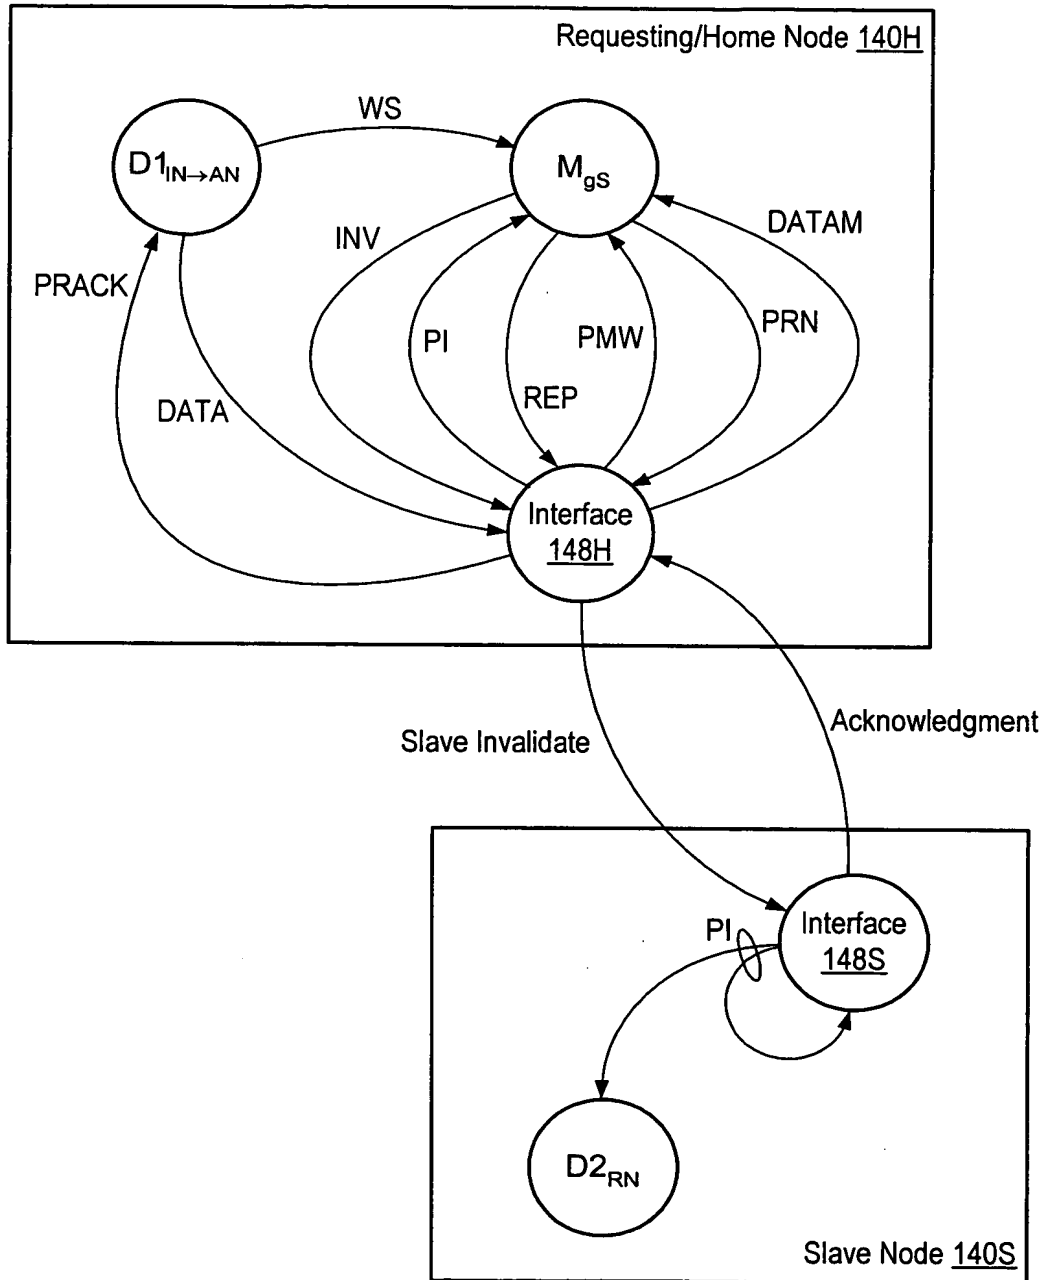 Requesting/Home Node 140H
WS
D1IN→AN
MgS
INV
DATAM
PRACK
PI
PMW
PRN
REP
DATA
Interface
148H
Slave Invalidate
Acknowledgment
PI
Interface
148S
D2RN
Slave Node 140S